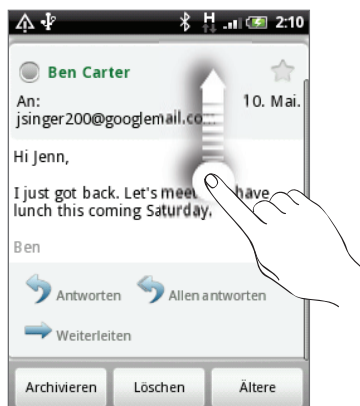 H 2:10
Ben Carter
An: 10. Mai.
jsinger200@googlemail.co
Hi Jenn,
I just got back. Let's meet have
lunch this coming Saturday.
Ben
Antworten Allen antworten
Weiterleiten
Archivieren Löschen Ältere